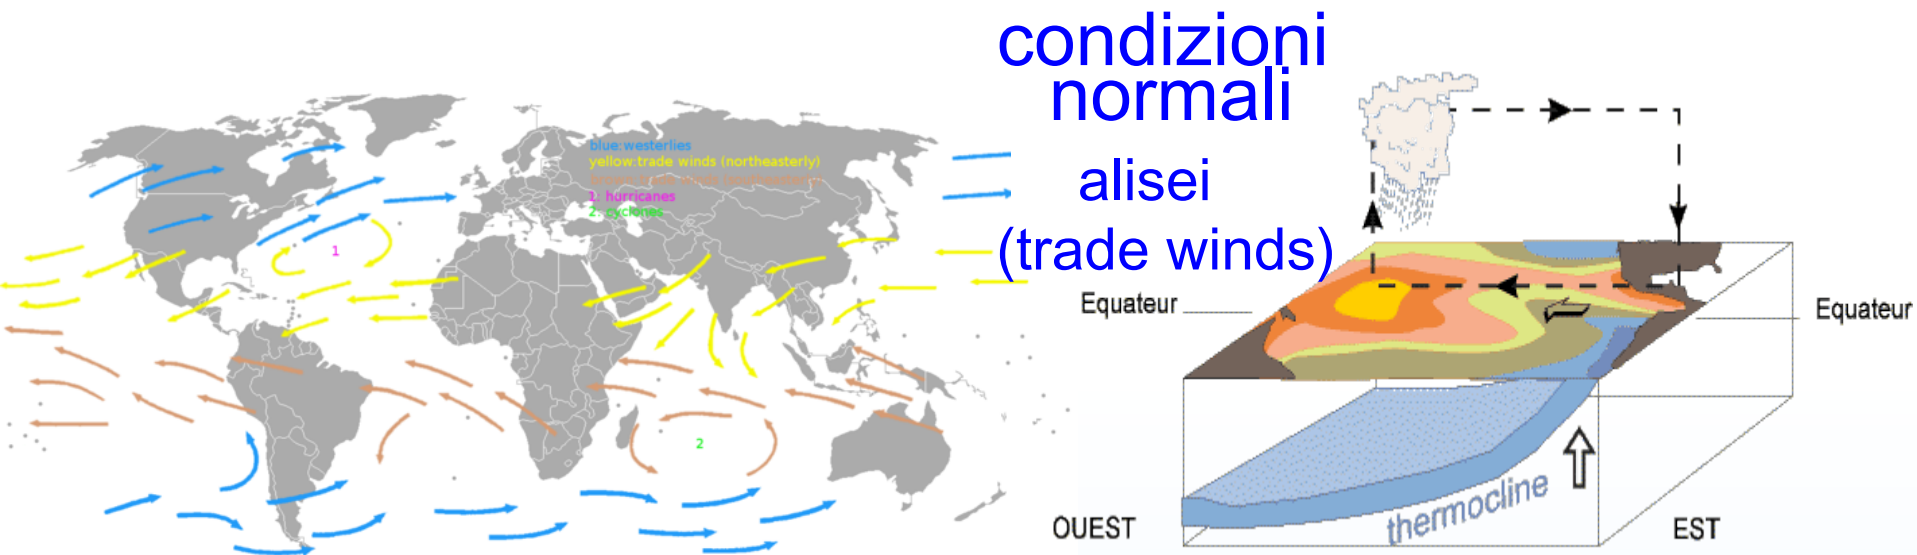 condizioni
normali
alisei
(trade winds)
blue:westerlies
yellow:trade winds (northeasterly)
1: hurricanes
2: cyclones
1
2
Equateur
Equateur
thermocline
OUEST
EST